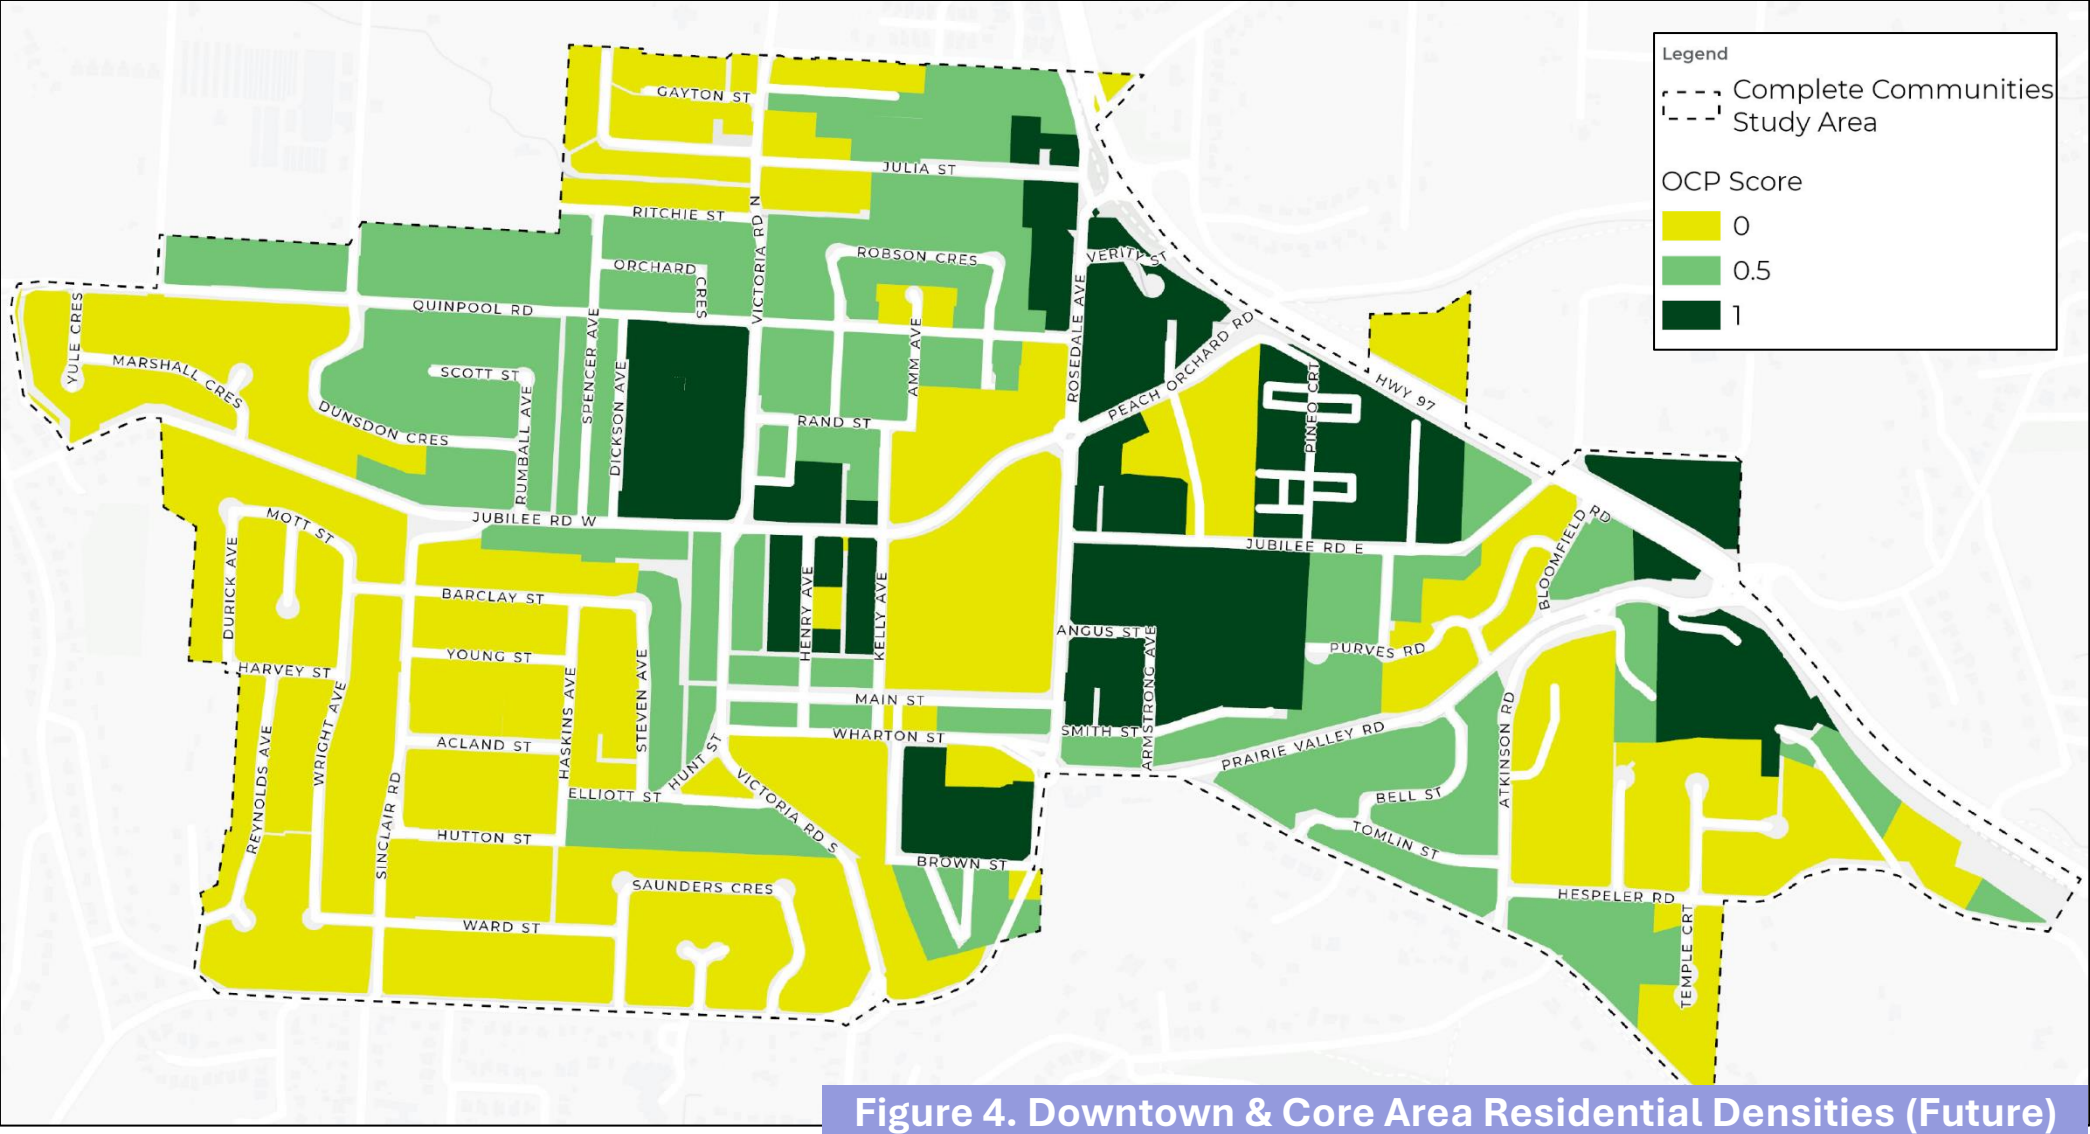 Legend
Complete Communities
Study Area
OCP Score
0
0.5
1
GAYTON ST
JULIA ST
RITCHIE ST
VICTORIA RD N
ROBSON CRES
VERITY ST
ORCHARD
CRES
QUINPOOL RD
YULE CRES
MARSHALL CRES
SCOTT ST
SPENCER AVE
DICKSON AVE
RUMBALL AVE
DUNSDON CRES
AMM AVE
ROSEDALE AVE
PEACH ORCHARD RD
PINEO CRT
HWY 97
RAND ST
JUBILEE RD W
JUBILEE RD E
BLOOMFIELD RD
MOTT ST
DURICK AVE
BARCLAY ST
HENRY AVE
KELLY AVE
ANGUS ST
ARMSTRONG AVE
PURVES RD
YOUNG ST
HARVEY ST
HASKINS AVE
STEVEN AVE
MAIN ST
WHARTON ST
SMITH ST
PRAIRIE VALLEY RD
ATKINSON RD
REYNOLDS AVE
WRIGHT AVE
ACLAND ST
SINCLAIR RD
HUNT ST
ELLIOTT ST
VICTORIA RD S
BELL ST
TOMLIN ST
HUTTON ST
BROWN ST
SAUNDERS CRES
HESPELER RD
WARD ST
TEMPLE CRT
Figure 4. Downtown & Core Area Residential Densities (Future)